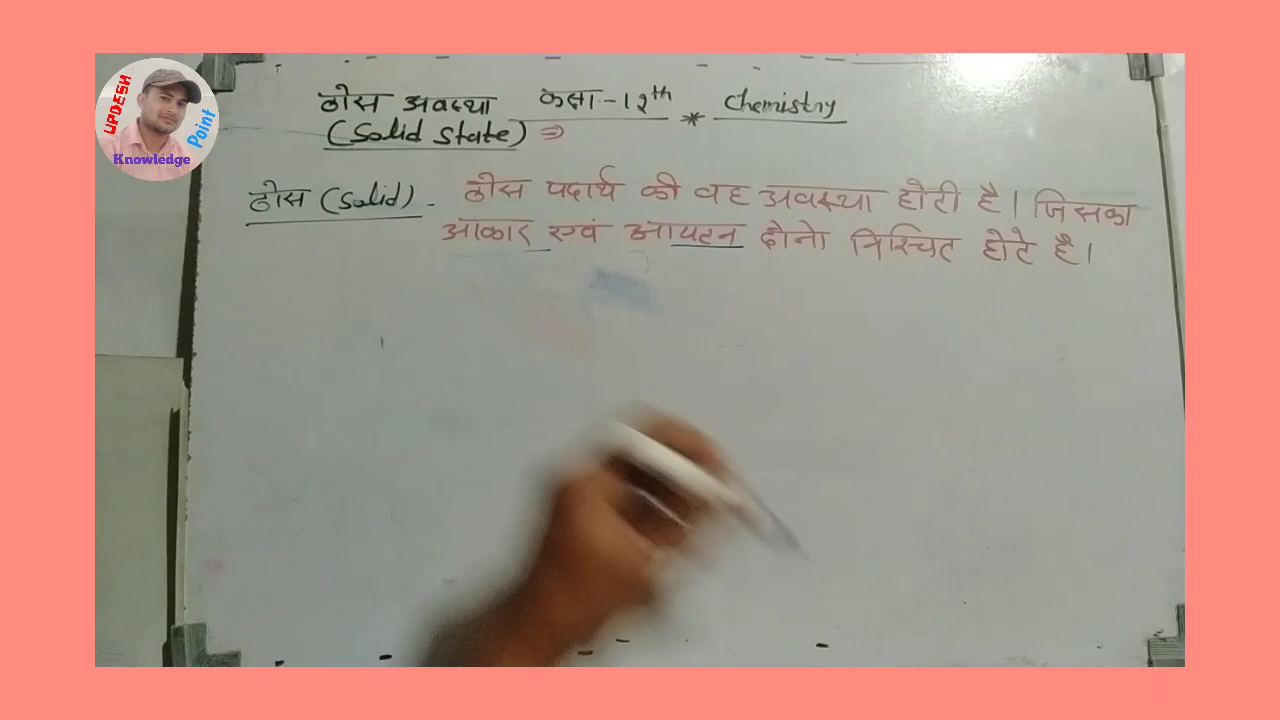 UPDESH
Knowledge
Point
ठोस अवस्था कक्षा-12th * Chemistry
(Solid State) ⇒
ठोस (Solid) - ठोस पदार्थ की वह अवस्था होती है। जिसका
आकार एवं आयतन दोनो निश्चित होते है।